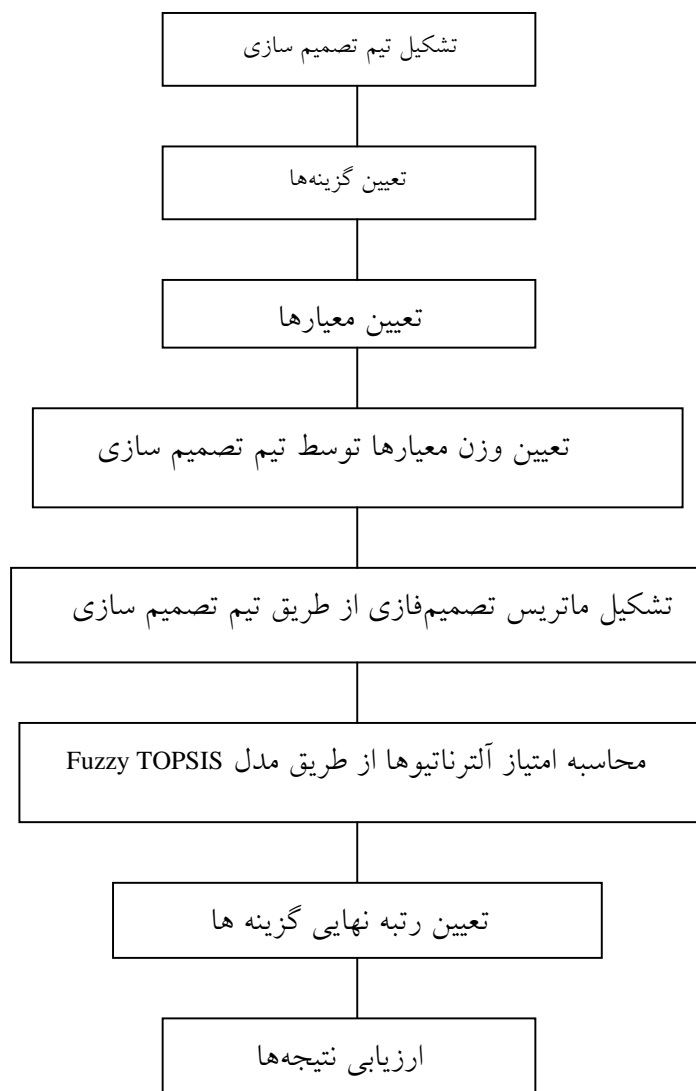 تشکیل تیم تصمیم سازی
تعیین گزینه‌ها
تعیین معیارها
تعیین وزن معیارها توسط تیم تصمیم سازی
تشکیل ماتریس تصمیم‌فازی از طریق تیم تصمیم سازی
محاسبه امتیاز آلترناتیوها از طریق مدل Fuzzy TOPSIS
تعیین رتبه نهایی گزینه ها
ارزیابی نتیجه‌ها